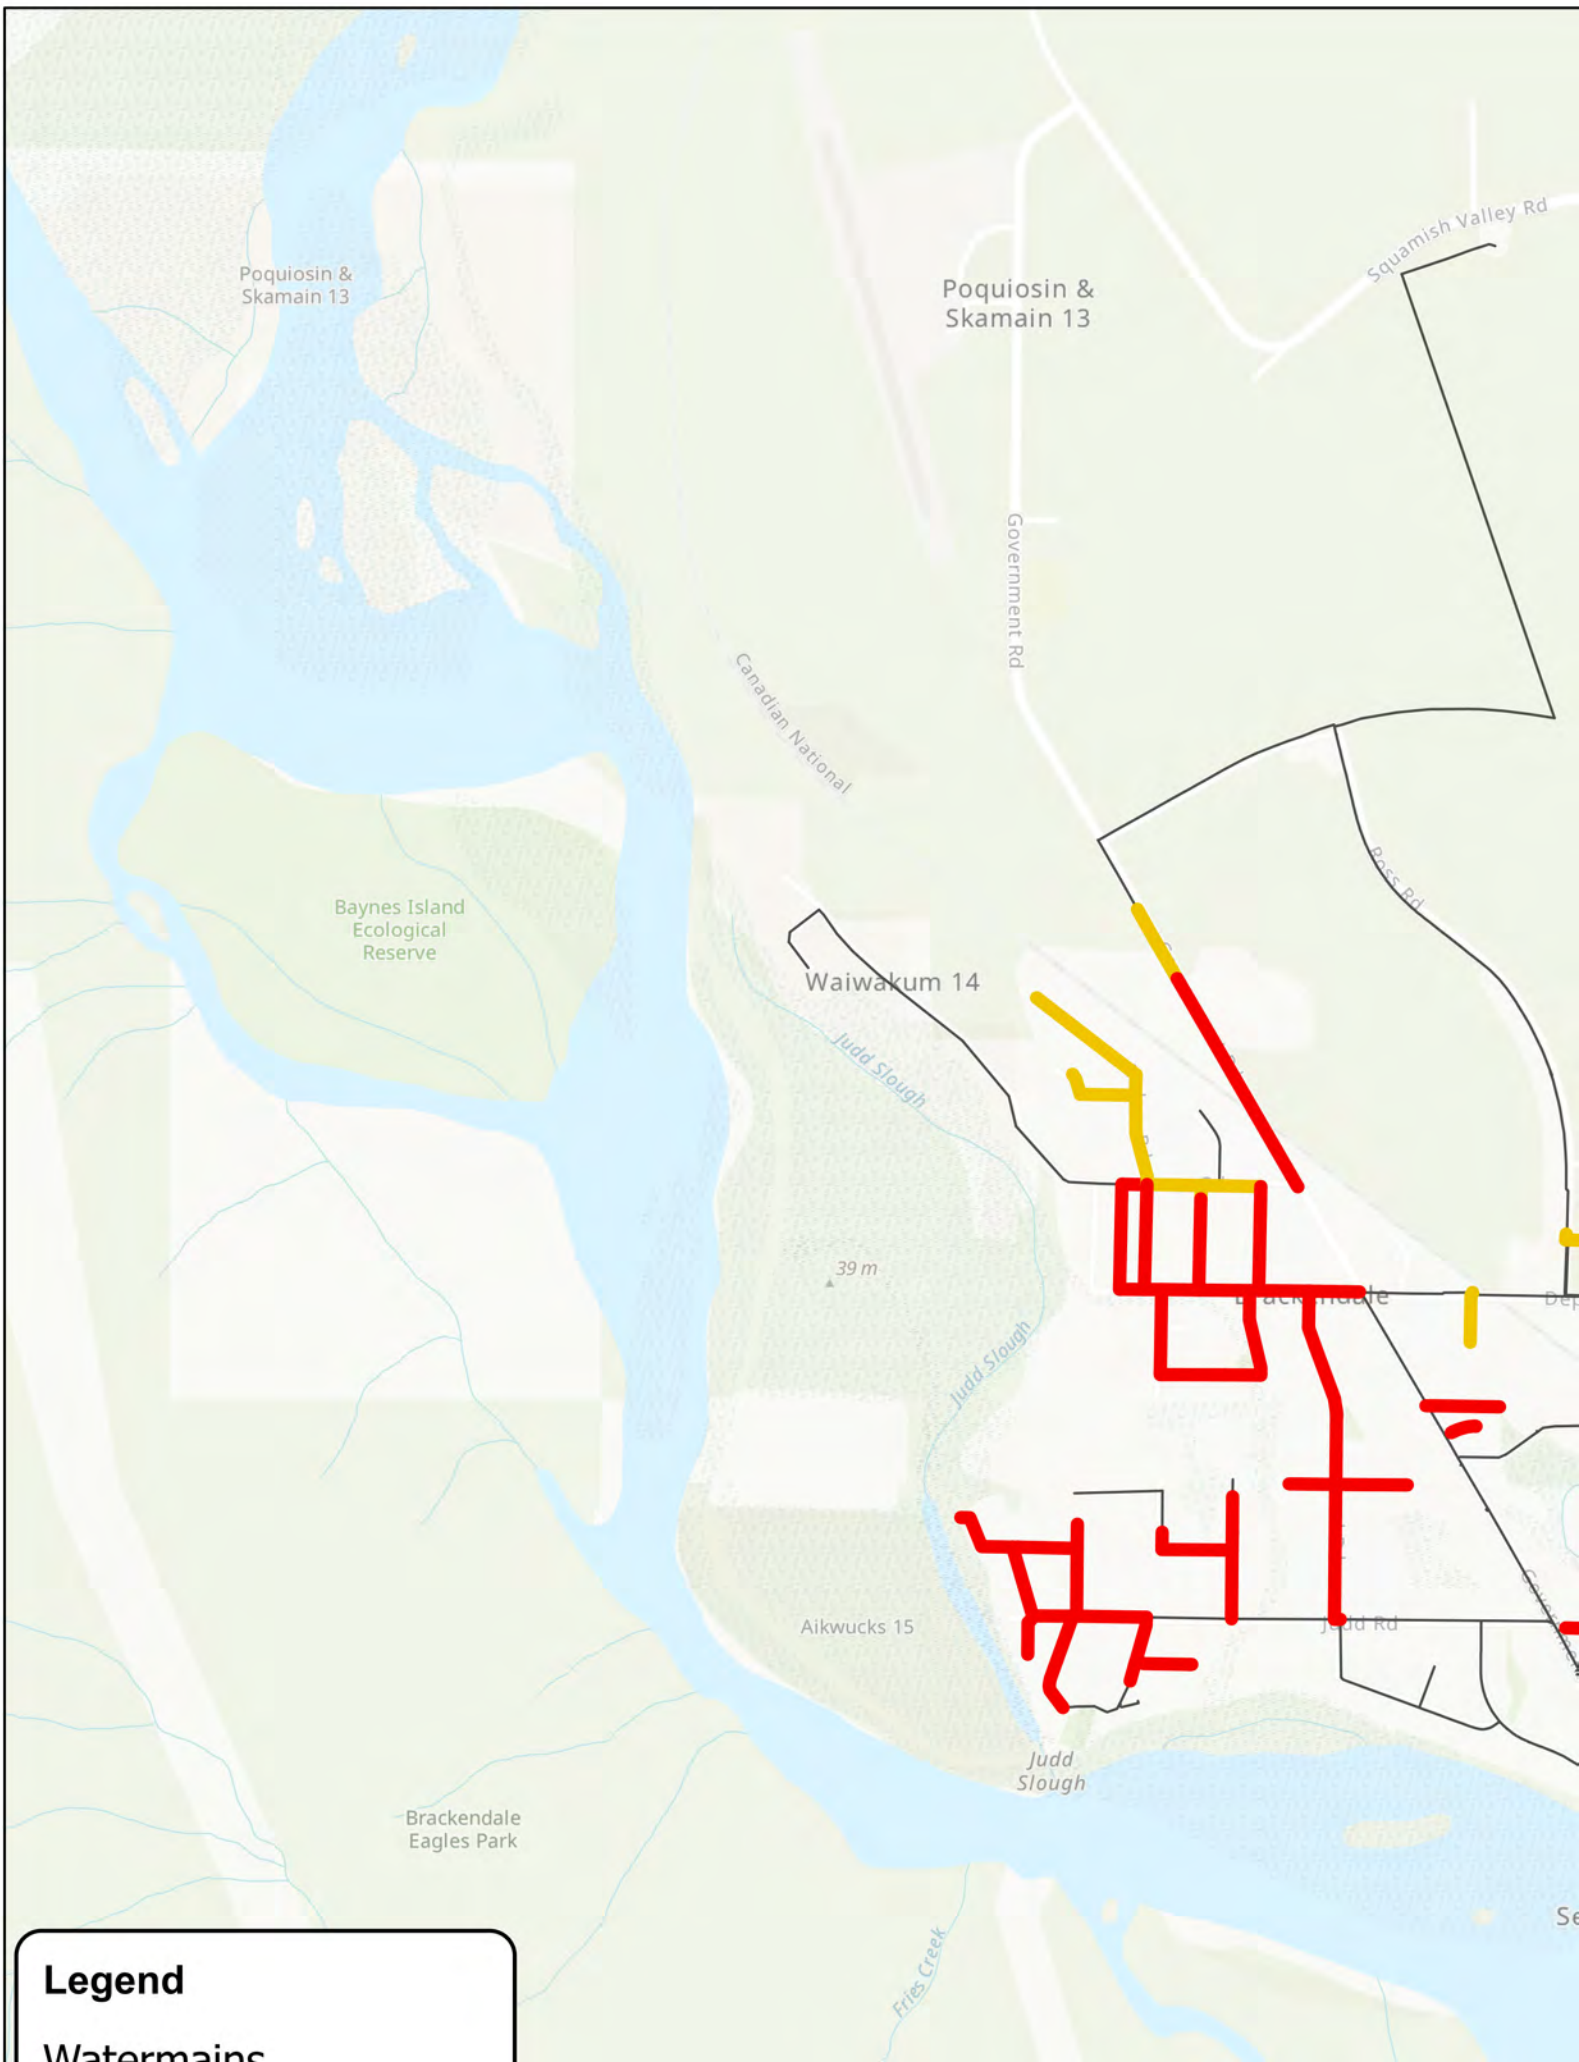 Squamish Valley Rd
Poquiosin &
Skamain 13
Poquiosin &
Skamain 13
Government Rd
Canadian National
Ross Rd
Baynes Island
Ecological
Reserve
Waiwakum 14
Judd Slough
39 m
Brackendale
Judd Slough
Aikwucks 15
Judd Rd
Judd
Slough
Brackendale
Eagles Park
Fries Creek
Legend
Watermains